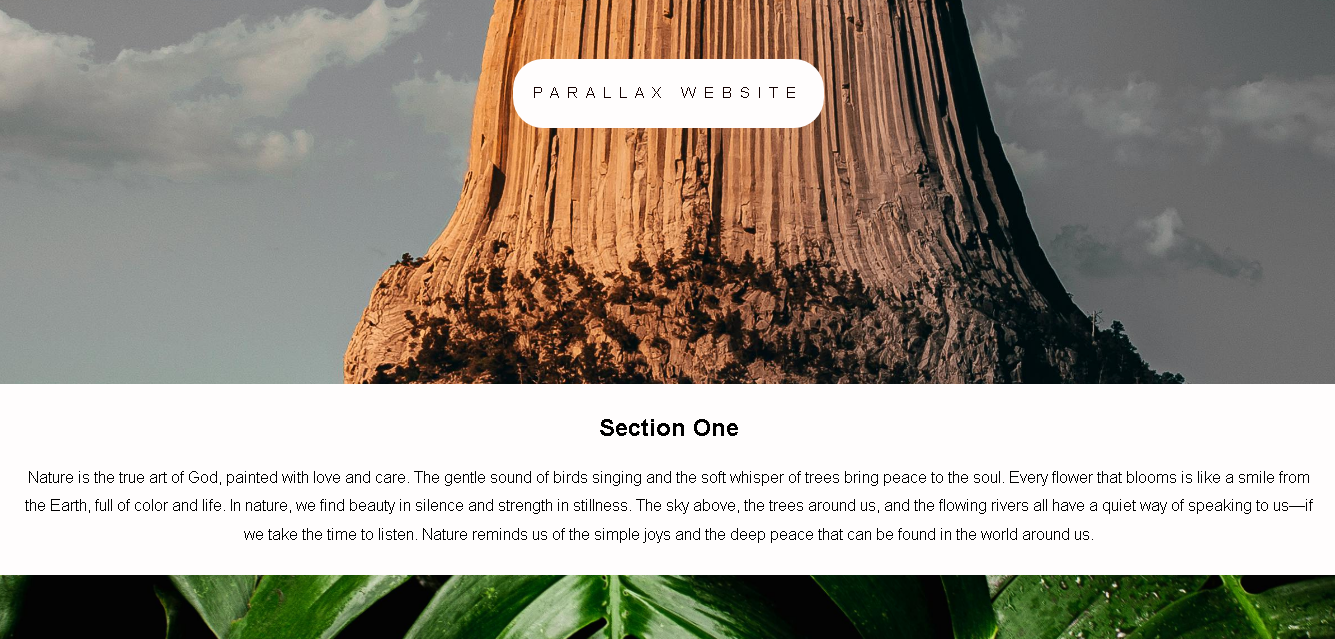 PARALLAX WEBSITE
Section One
Nature is the true art of God, painted with love and care. The gentle sound of birds singing and the soft whisper of trees bring peace to the soul. Every flower that blooms is like a smile from
the Earth, full of color and life. In nature, we find beauty in silence and strength in stillness. The sky above, the trees around us, and the flowing rivers all have a quiet way of speaking to us—if
we take the time to listen. Nature reminds us of the simple joys and the deep peace that can be found in the world around us.